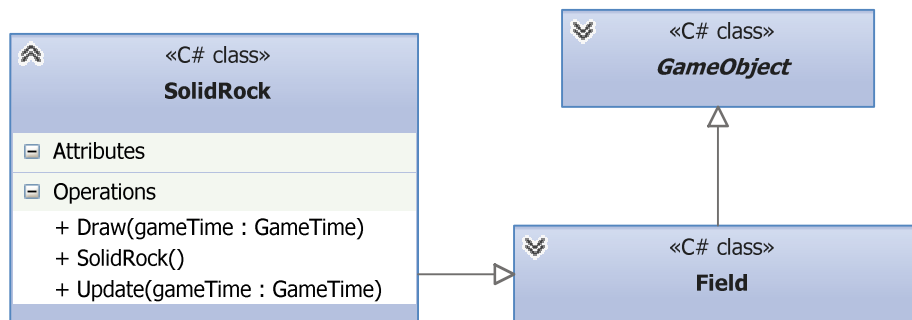 «C# class»
SolidRock
Attributes
Operations
+ Draw(gameTime : GameTime)
+ SolidRock()
+ Update(gameTime : GameTime)
«C# class»
GameObject
«C# class»
Field